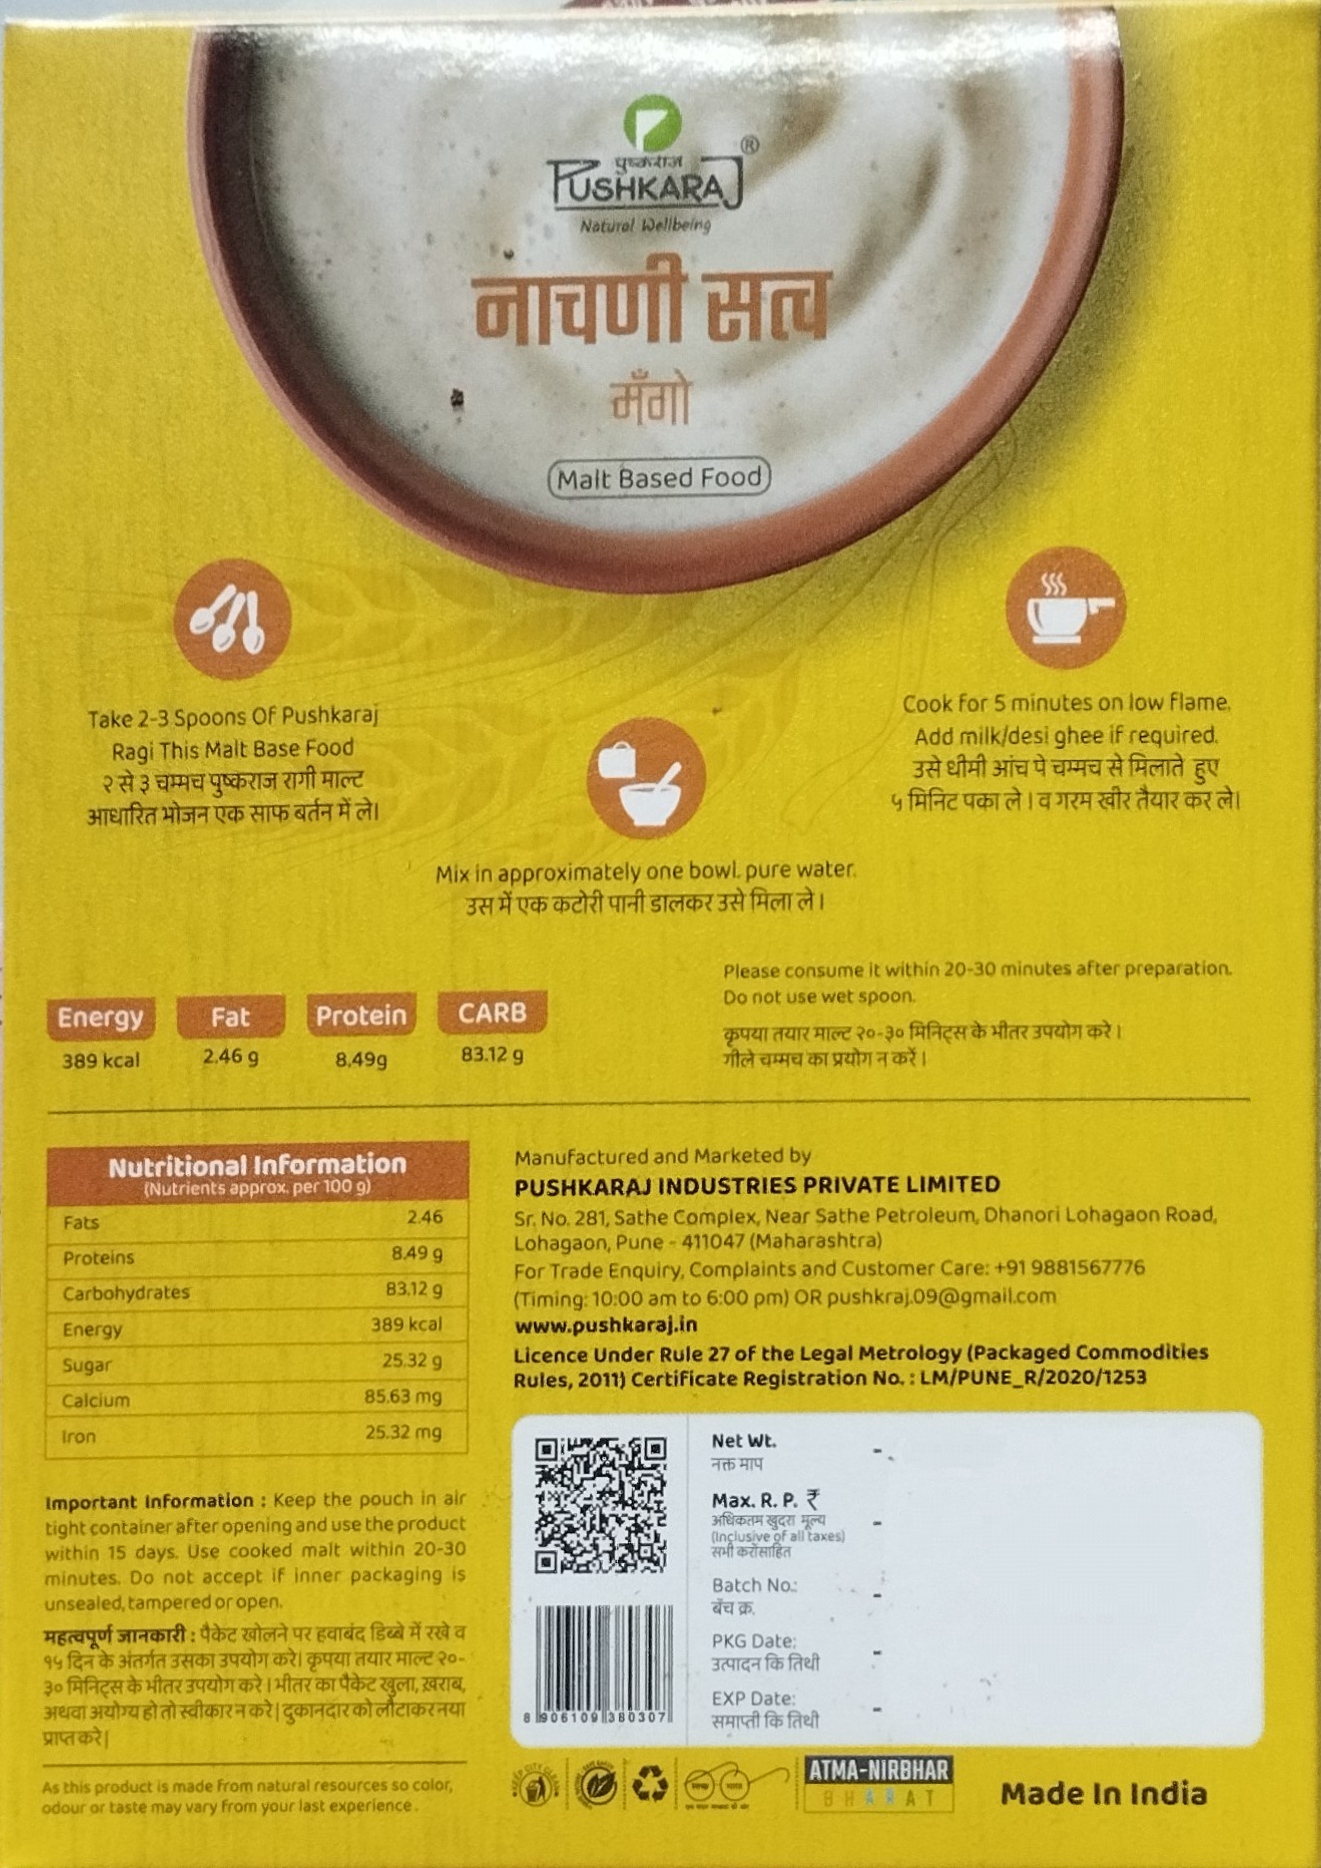 पुष्कराज
PUSHKARAJ®
Natural Wellbeing
नाचणी सत्व
मँगो
Malt Based Food
Take 2-3 Spoons Of Pushkaraj
Ragi This Malt Base Food
२ से ३ चम्मच पुष्कराज रागी माल्ट
आधारित भोजन एक साफ बर्तन में ले।
Mix in approximately one bowl pure water.
उस में एक कटोरी पानी डालकर उसे मिला ले।
Cook for 5 minutes on low flame.
Add milk/desi ghee if required.
उसे धीमी आंच पे चम्मच से मिलाते हुए
५ मिनिट पका ले। व गरम खीर तैयार कर ले।
Energy Fat Protein CARB
389 kcal 2.46 g 8.49g 83.12 g
Please consume it within 20-30 minutes after preparation.
Do not use wet spoon.
कृपया तयार माल्ट २०-३० मिनिट्स के भीतर उपयोग करे।
गीले चम्मच का प्रयोग न करें।
Nutritional Information
(Nutrients approx. per 100 g)
Fats 2.46
Proteins 8.49 g
Carbohydrates 83.12 g
Energy 389 kcal
Sugar 25.32 g
Calcium 85.63 mg
Iron 25.32 mg
Important Information : Keep the pouch in air
tight container after opening and use the product
within 15 days. Use cooked malt within 20-30
minutes. Do not accept if inner packaging is
unsealed, tampered or open.
महत्वपूर्ण जानकारी : पैकेट खोलने पर हवाबंद डिब्बे में रखे व
१५ दिन के अंतर्गत उसका उपयोग करे। कृपया तयार माल्ट २०-
३० मिनिट्स के भीतर उपयोग करे। भीतर का पैकेट खुला, ख़राब,
अथवा अयोग्य हो तो स्वीकार न करे। दुकानदार को लौटाकर नया
प्राप्त करे।
As this product is made from natural resources so color,
odour or taste may vary from your last experience.
Manufactured and Marketed by
PUSHKARAJ INDUSTRIES PRIVATE LIMITED
Sr. No. 281, Sathe Complex, Near Sathe Petroleum, Dhanori Lohagaon Road,
Lohagaon, Pune - 411047 (Maharashtra)
For Trade Enquiry, Complaints and Customer Care: +91 9881567776
(Timing: 10:00 am to 6:00 pm) OR pushkraj.09@gmail.com
www.pushkaraj.in
Licence Under Rule 27 of the Legal Metrology (Packaged Commodities
Rules, 2011) Certificate Registration No. : LM/PUNE_R/2020/1253
Net Wt. -
नक्त माप
Max. R. P. ₹ -
अधिकतम खुदरा मूल्य
(Inclusive of all taxes)
सभी करोंसाहित
Batch No.: -
बॅच क्र.
PKG Date: -
उत्पादन कि तिथी
EXP Date: -
समाप्ती कि तिथी
8 906109 380307
KEEP CITY CLEAN
ATMA-NIRBHAR
BHARAT
Made In India